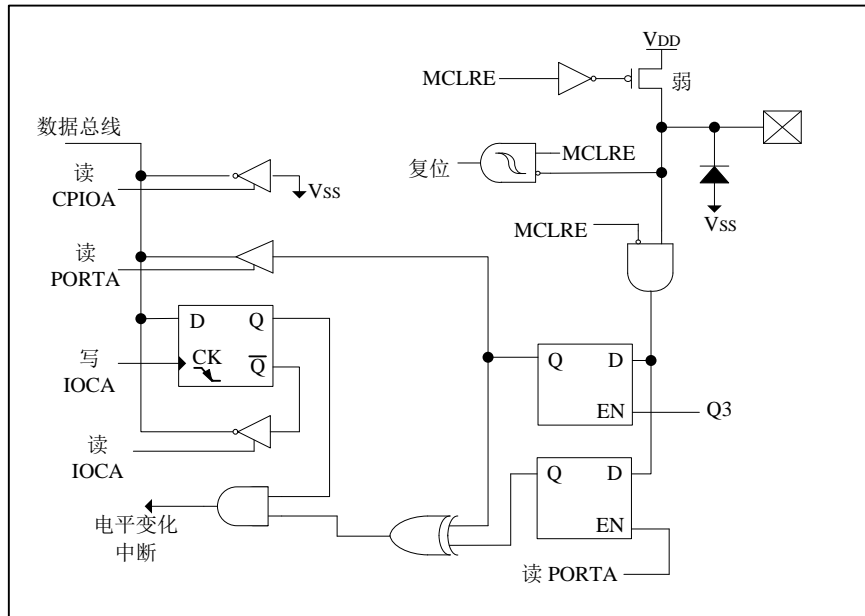 VDD
MCLRE
弱
数据总线
复位
MCLRE
读
CPIOA
VSS
VSS
MCLRE
读
PORTA
D
Q
CK
Q
写
IOCA
Q
D
EN
Q3
读
IOCA
Q
D
EN
电平变化
中断
读 PORTA